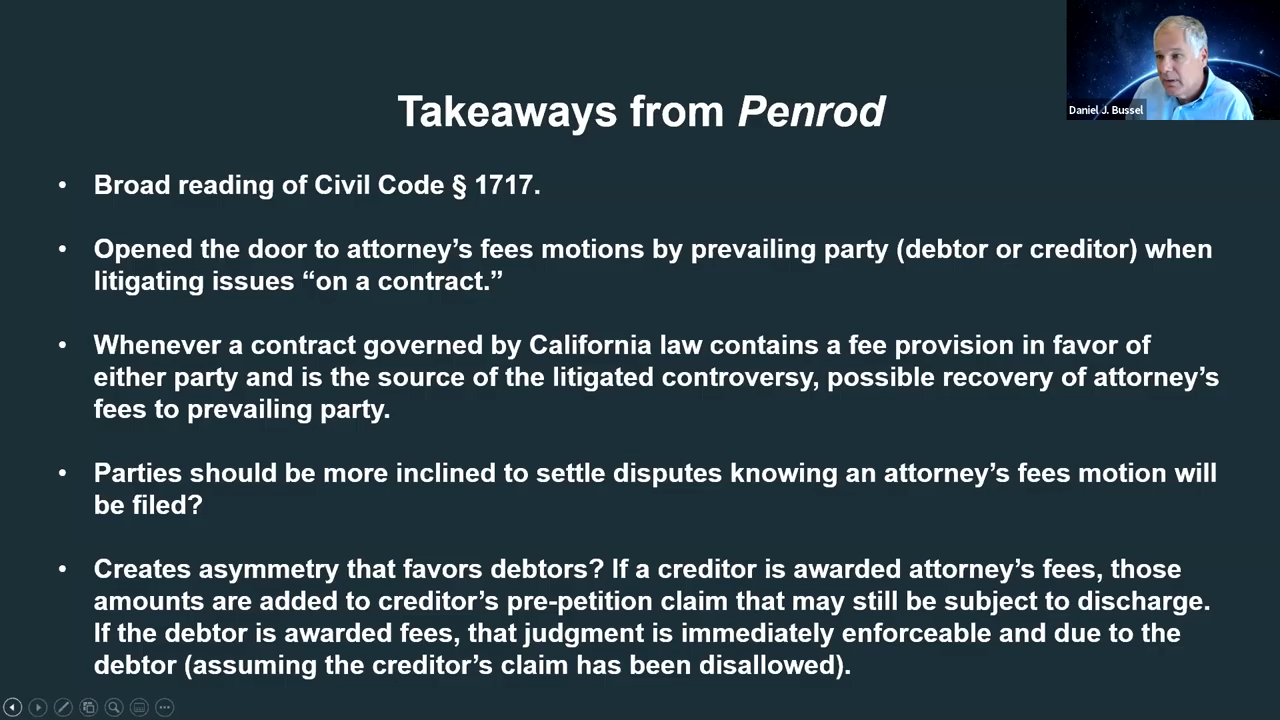 Daniel J. Bussel
Takeaways from Penrod
• Broad reading of Civil Code § 1717.
• Opened the door to attorney’s fees motions by prevailing party (debtor or creditor) when
litigating issues “on a contract.”
• Whenever a contract governed by California law contains a fee provision in favor of
either party and is the source of the litigated controversy, possible recovery of attorney’s
fees to prevailing party.
• Parties should be more inclined to settle disputes knowing an attorney’s fees motion will
be filed?
• Creates asymmetry that favors debtors? If a creditor is awarded attorney’s fees, those
amounts are added to creditor’s pre-petition claim that may still be subject to discharge.
If the debtor is awarded fees, that judgment is immediately enforceable and due to the
debtor (assuming the creditor’s claim has been disallowed).